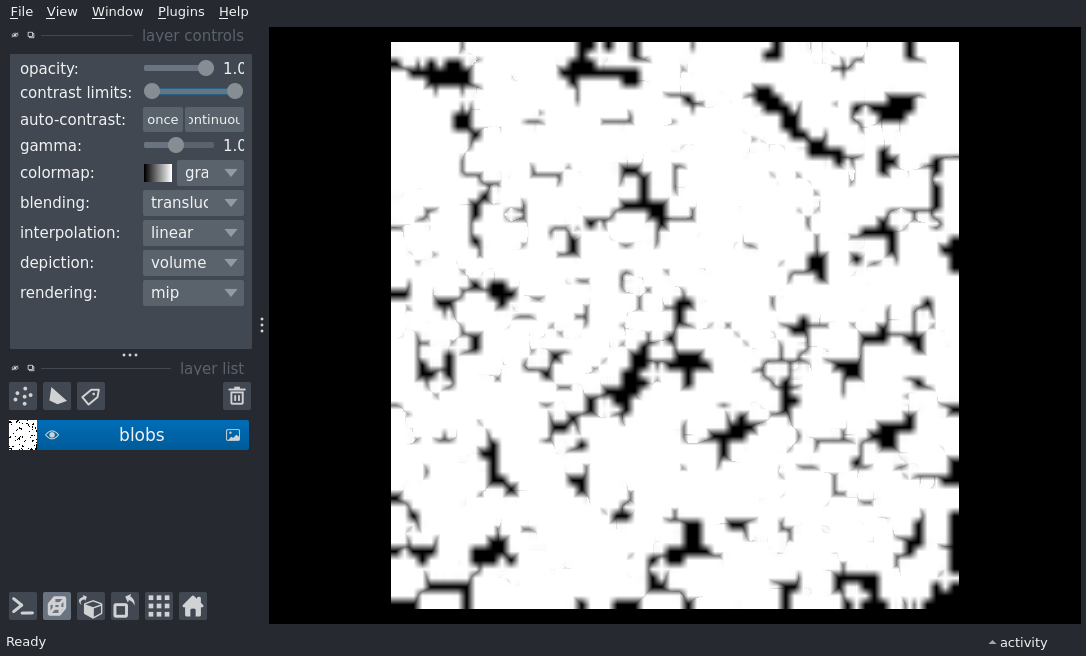 File View Window Plugins Help
layer controls
opacity: 1.0
contrast limits:
auto-contrast: once ontinuou
gamma: 1.0
colormap: gra
blending: transluc
interpolation: linear
depiction: volume
rendering: mip
layer list
blobs
Ready
activity